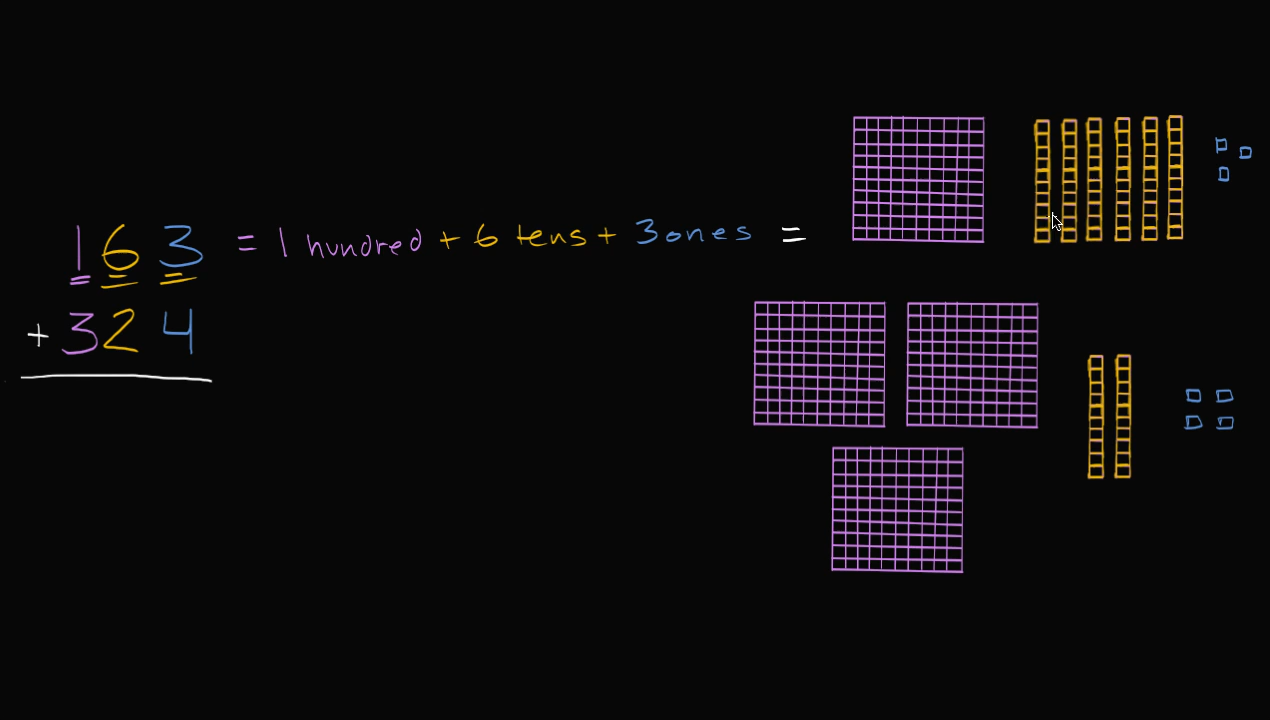 163 = 1 hundred + 6 tens + 3 ones =
+ 324